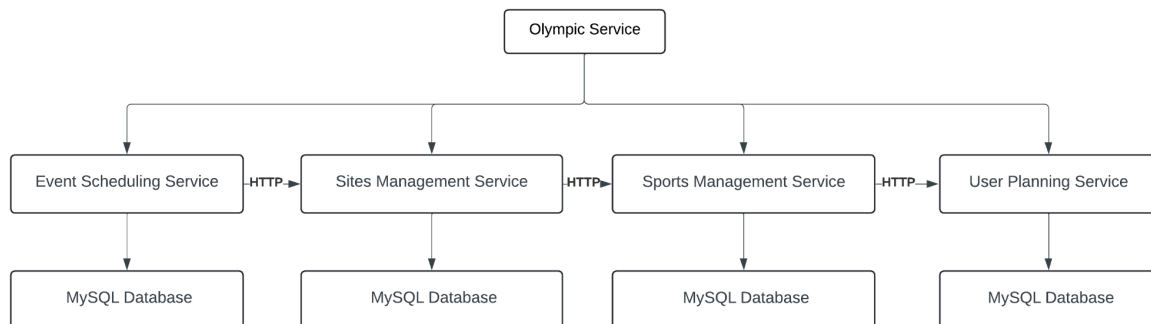 Olympic Service
Event Scheduling Service
HTTP
Sites Management Service
HTTP
Sports Management Service
HTTP
User Planning Service
MySQL Database
MySQL Database
MySQL Database
MySQL Database